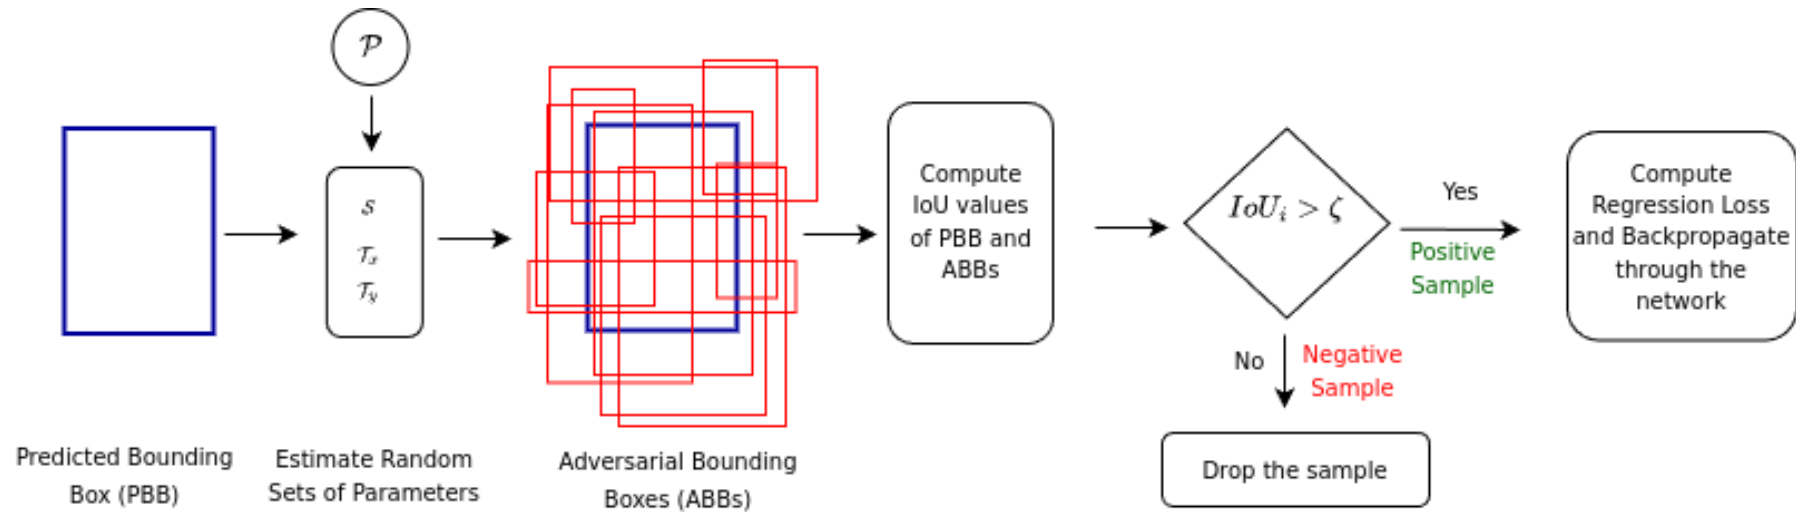 𝒫
𝒮
𝒯ₓ
𝒯ᵧ
Predicted Bounding
Box (PBB)
Estimate Random
Sets of Parameters
Adversarial Bounding
Boxes (ABBs)
Compute
IoU values
of PBB and
ABBs
IoUᵢ > ζ
Yes
Positive
Sample
No
Negative
Sample
Drop the sample
Compute
Regression Loss
and Backpropagate
through the
network